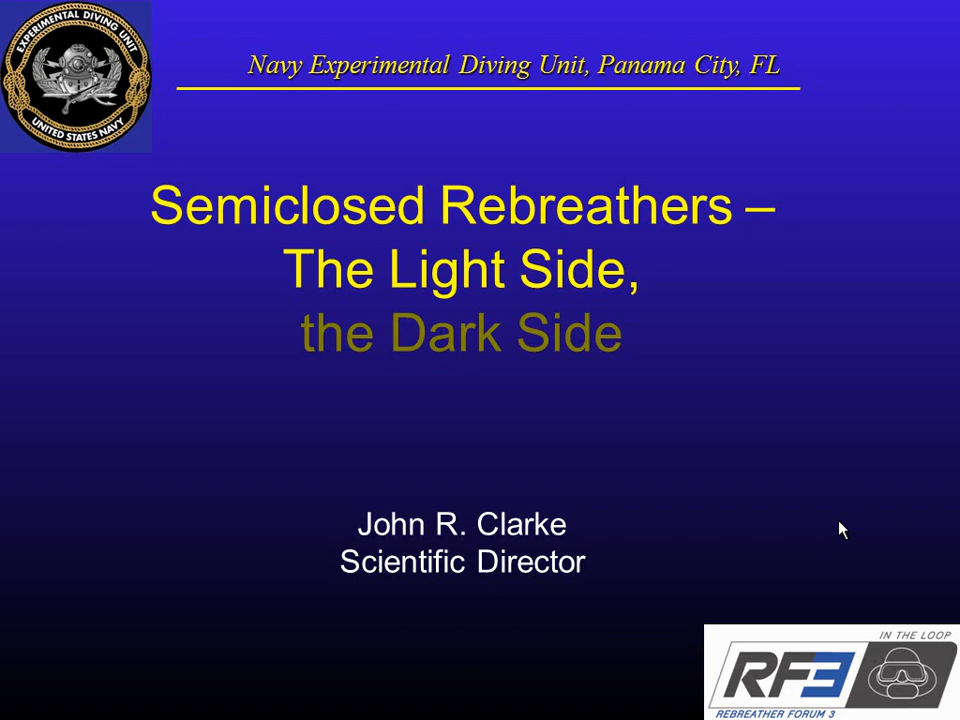 EXPERIMENTAL DIVING UNIT
UNITED STATES NAVY
Navy Experimental Diving Unit, Panama City, FL
Semiclosed Rebreathers –
The Light Side,
the Dark Side
John R. Clarke
Scientific Director
IN THE LOOP
RF3
REBREATHER FORUM 3